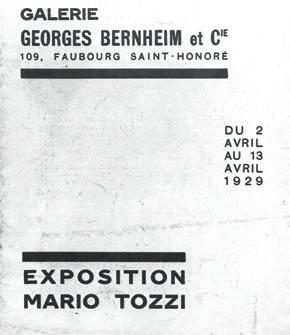 GALERIE
GEORGES BERNHEIM et CIE
109, FAUBOURG SAINT-HONORÉ
DU 2
AVRIL
AU 13
AVRIL
1929
EXPOSITION
MARIO TOZZI